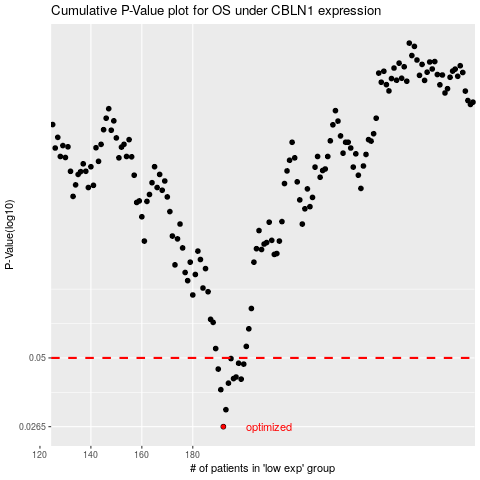 Cumulative P-Value plot for OS under CBLN1 expression
P-Value(log10)
0.05
0.0265
optimized
120 140 160 180
# of patients in 'low exp' group